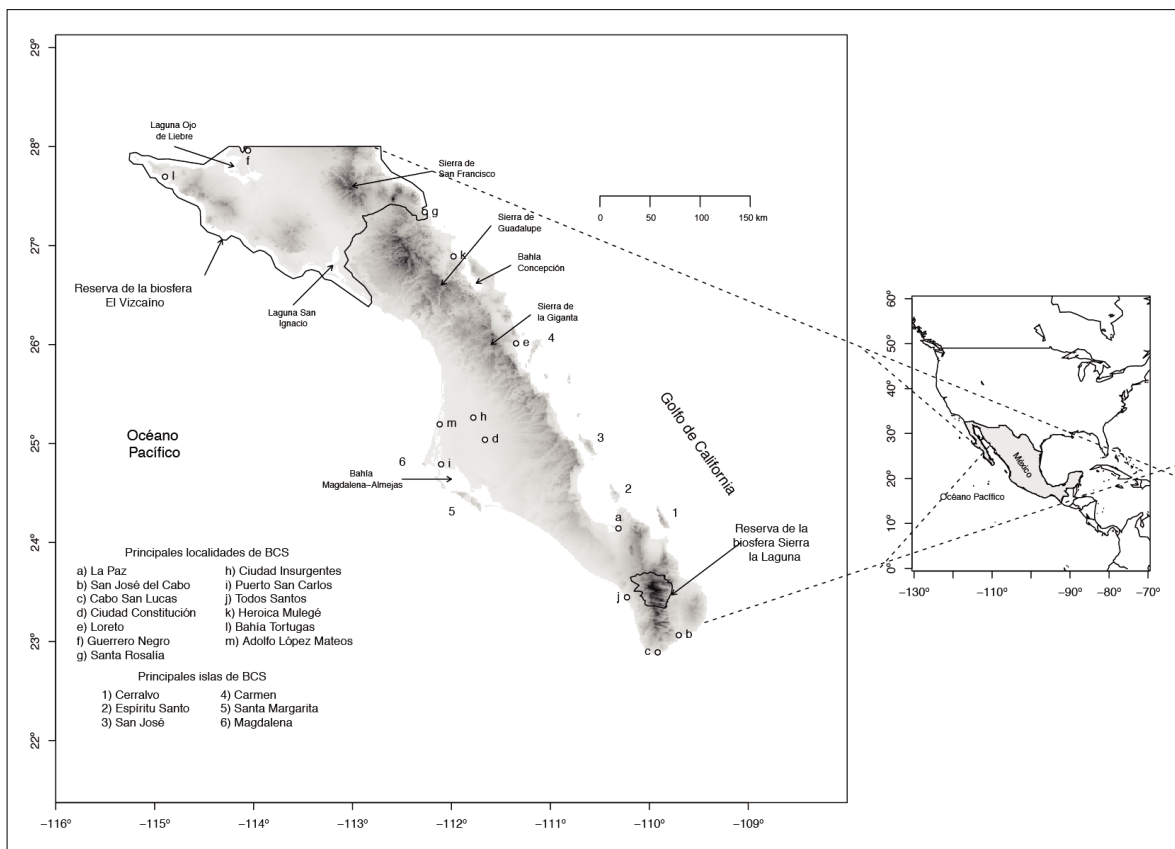 29°
28°
27°
26°
25°
24°
23°
22°
−116°
−115°
−114°
−113°
−112°
−111°
−110°
−109°
Laguna Ojo
de Liebre
f
l
Sierra de
San Francisco
g
Sierra de
Guadalupe
k
Bahía
Concepción
Reserva de la biosfera
El Vizcaíno
Laguna San
Ignacio
Sierra de
la Giganta
e
4
0 50 100 150 km
Océano
Pacífico
m
h
d
6
i
Bahía
Magdalena−Almejas
5
3
2
1
a
Golfo de California
Reserva de la
biosfera Sierra
la Laguna
j
b
c
Principales localidades de BCS
a) La Paz
b) San José del Cabo
c) Cabo San Lucas
d) Ciudad Constitución
e) Loreto
f) Guerrero Negro
g) Santa Rosalía
h) Ciudad Insurgentes
i) Puerto San Carlos
j) Todos Santos
k) Heroica Mulegé
l) Bahía Tortugas
m) Adolfo López Mateos
Principales islas de BCS
1) Cerralvo
2) Espíritu Santo
3) San José
4) Carmen
5) Santa Margarita
6) Magdalena
60°
50°
40°
30°
20°
10°
0°
−130°
−110°
−90°
−70°
México
Océano Pacífico